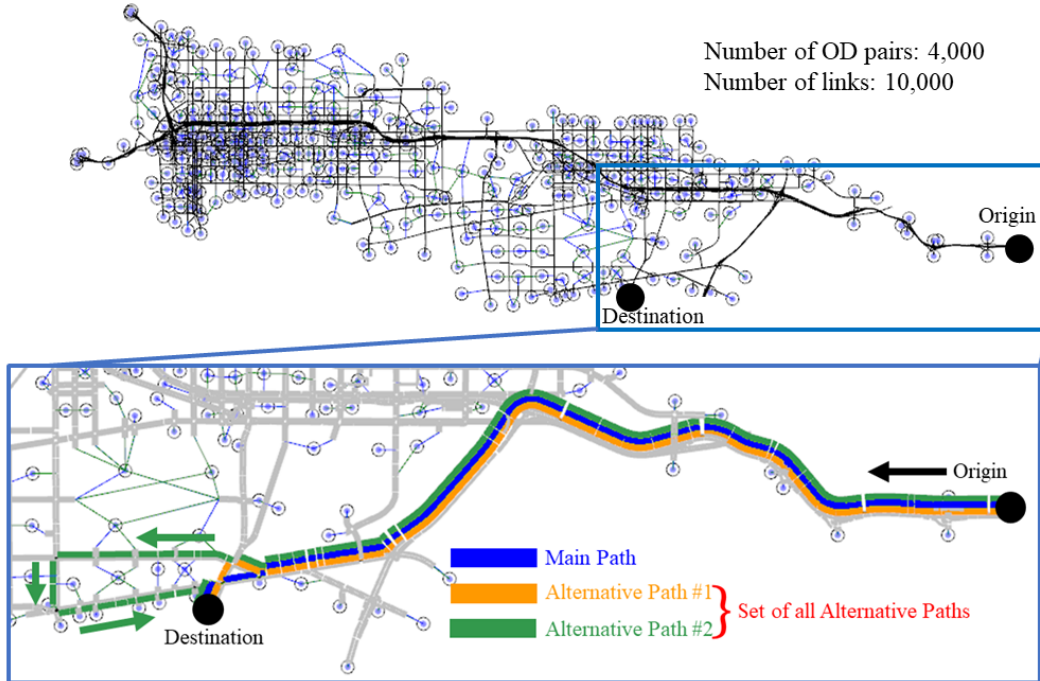 Number of OD pairs: 4,000
Number of links: 10,000
Origin
Destination
Origin
Main Path
Alternative Path #1
Set of all Alternative Paths
Alternative Path #2
Destination